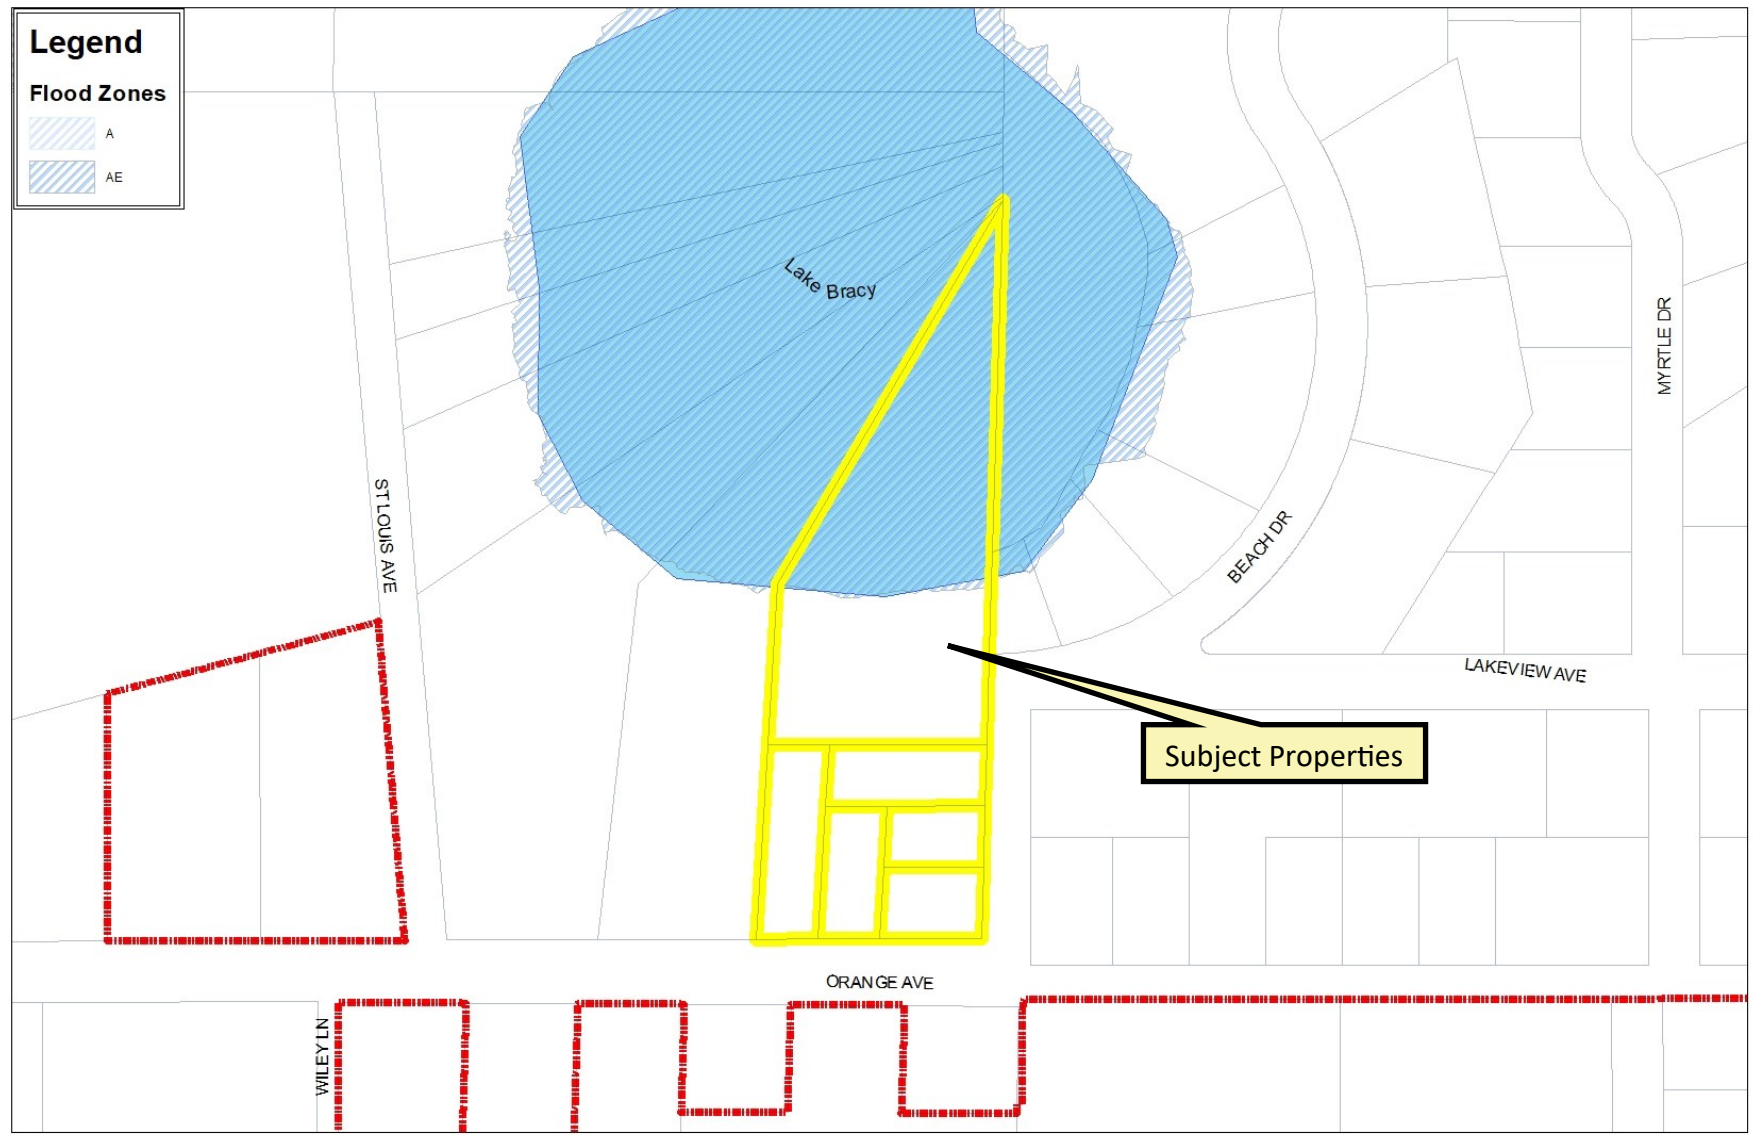 Legend
Flood Zones
A
AE
Lake Bracy
MYRTLE DR
ST LOUIS AVE
BEACH DR
LAKEVIEW AVE
Subject Properties
ORANGE AVE
WILEY LN